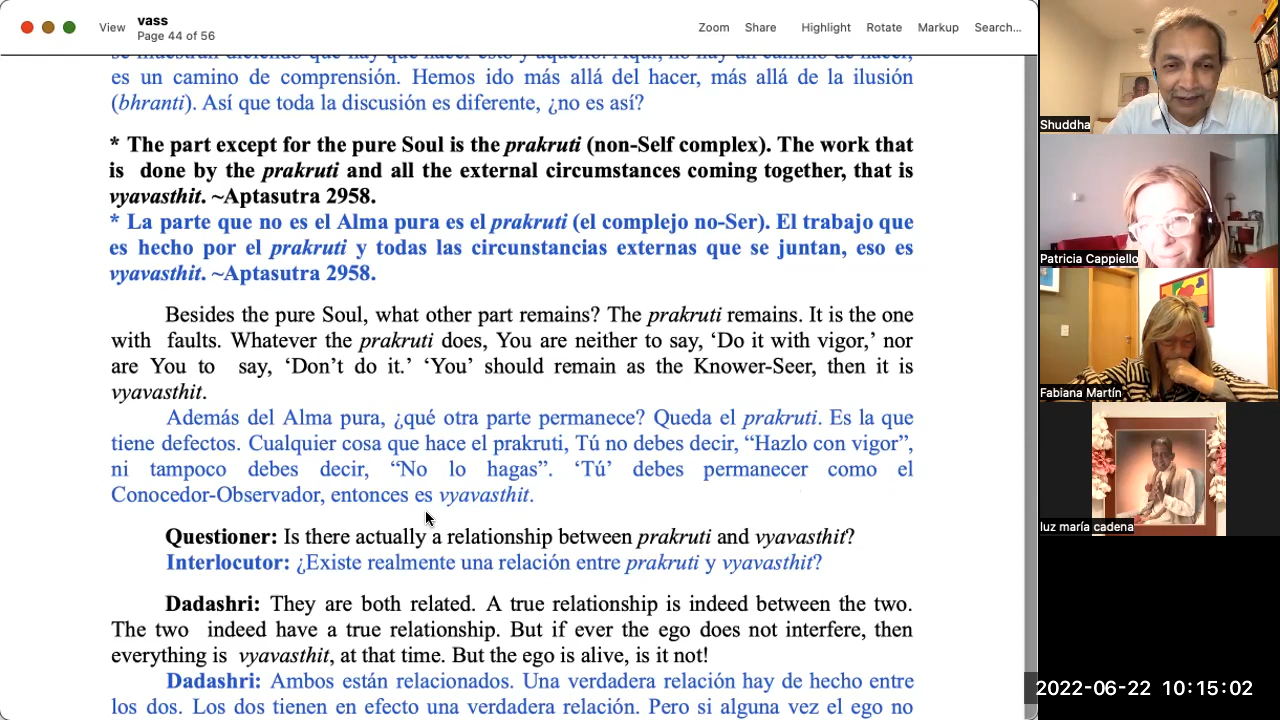 View
vass
Page 44 of 56
Zoom
Share
Highlight
Rotate
Markup
Search...
es un camino de comprensión. Hemos ido más allá del hacer, más allá de la ilusión
(bhranti). Así que toda la discusión es diferente, ¿no es así?
* The part except for the pure Soul is the prakruti (non-Self complex). The work that
is done by the prakruti and all the external circumstances coming together, that is
vyavasthit. ~Aptasutra 2958.
* La parte que no es el Alma pura es el prakruti (el complejo no-Ser). El trabajo que
es hecho por el prakruti y todas las circunstancias externas que se juntan, eso es
vyavasthit. ~Aptasutra 2958.
Besides the pure Soul, what other part remains? The prakruti remains. It is the one
with faults. Whatever the prakruti does, You are neither to say, ‘Do it with vigor,’ nor
are You to say, ‘Don’t do it.’ ‘You’ should remain as the Knower-Seer, then it is
vyavasthit.
Además del Alma pura, ¿qué otra parte permanece? Queda el prakruti. Es la que
tiene defectos. Cualquier cosa que hace el prakruti, Tú no debes decir, “Hazlo con vigor”,
ni tampoco debes decir, “No lo hagas”. ‘Tú’ debes permanecer como el
Conocedor-Observador, entonces es vyavasthit.
Questioner: Is there actually a relationship between prakruti and vyavasthit?
Interlocutor: ¿Existe realmente una relación entre prakruti y vyavasthit?
Dadashri: They are both related. A true relationship is indeed between the two.
The two indeed have a true relationship. But if ever the ego does not interfere, then
everything is vyavasthit, at that time. But the ego is alive, is it not!
Dadashri: Ambos están relacionados. Una verdadera relación hay de hecho entre
los dos. Los dos tienen en efecto una verdadera relación. Pero si alguna vez el ego no
Shuddha
Patricia Cappiello
Fabiana Martín
luz maría cadena
2022-06-22 10:15:02